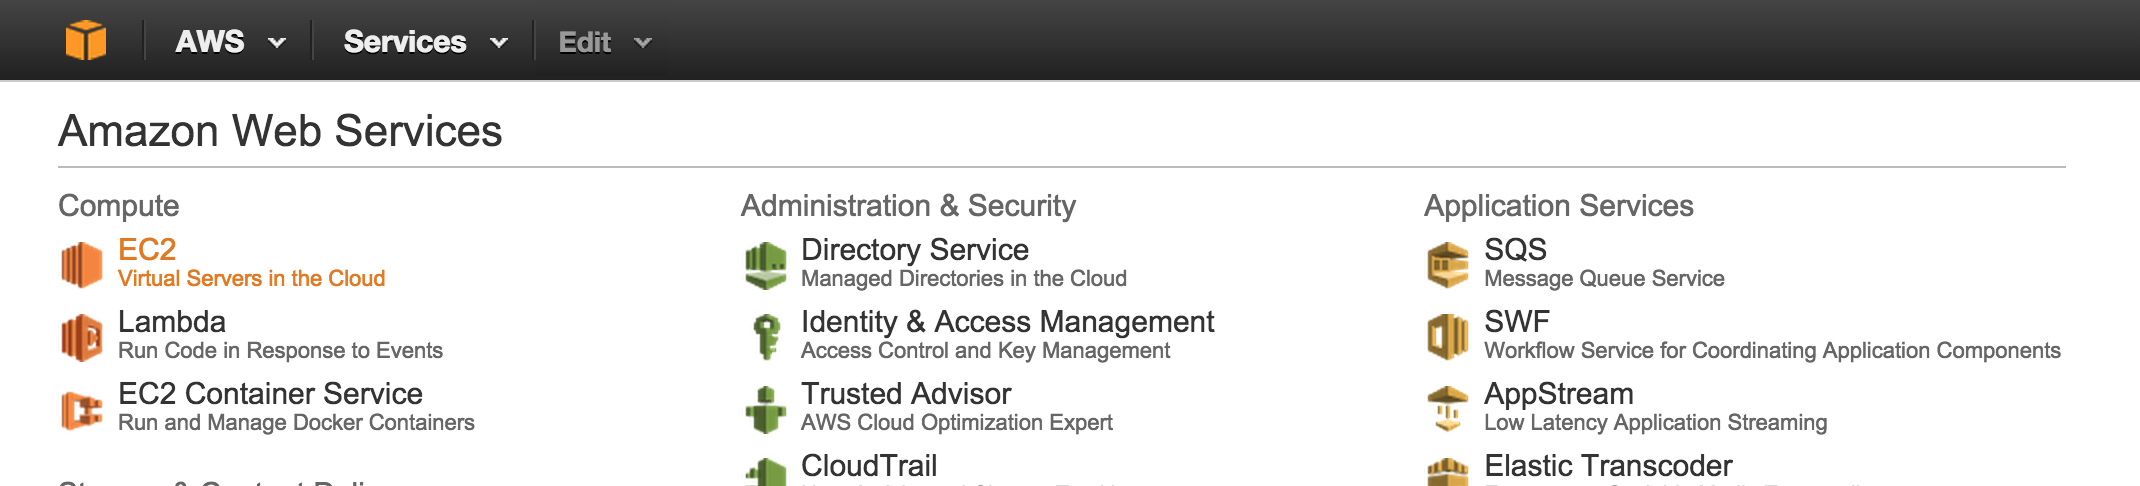 AWS Services Edit
Amazon Web Services
Compute
EC2
Virtual Servers in the Cloud
Lambda
Run Code in Response to Events
EC2 Container Service
Run and Manage Docker Containers
Administration & Security
Directory Service
Managed Directories in the Cloud
Identity & Access Management
Access Control and Key Management
Trusted Advisor
AWS Cloud Optimization Expert
CloudTrail
Application Services
SQS
Message Queue Service
SWF
Workflow Service for Coordinating Application Components
AppStream
Low Latency Application Streaming
Elastic Transcoder